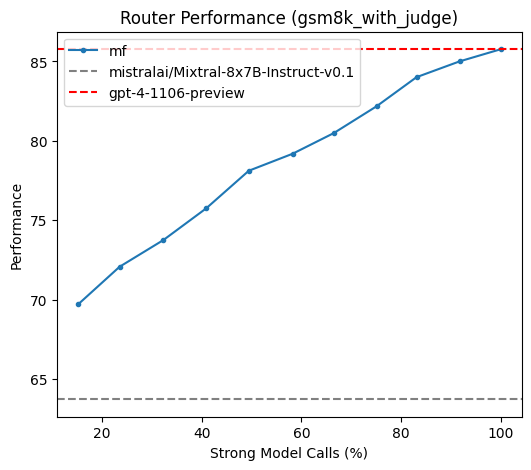 Router Performance (gsm8k_with_judge)
mf
mistralai/Mixtral-8x7B-Instruct-v0.1
gpt-4-1106-preview
85
80
75
70
65
Performance
20 40 60 80 100
Strong Model Calls (%)